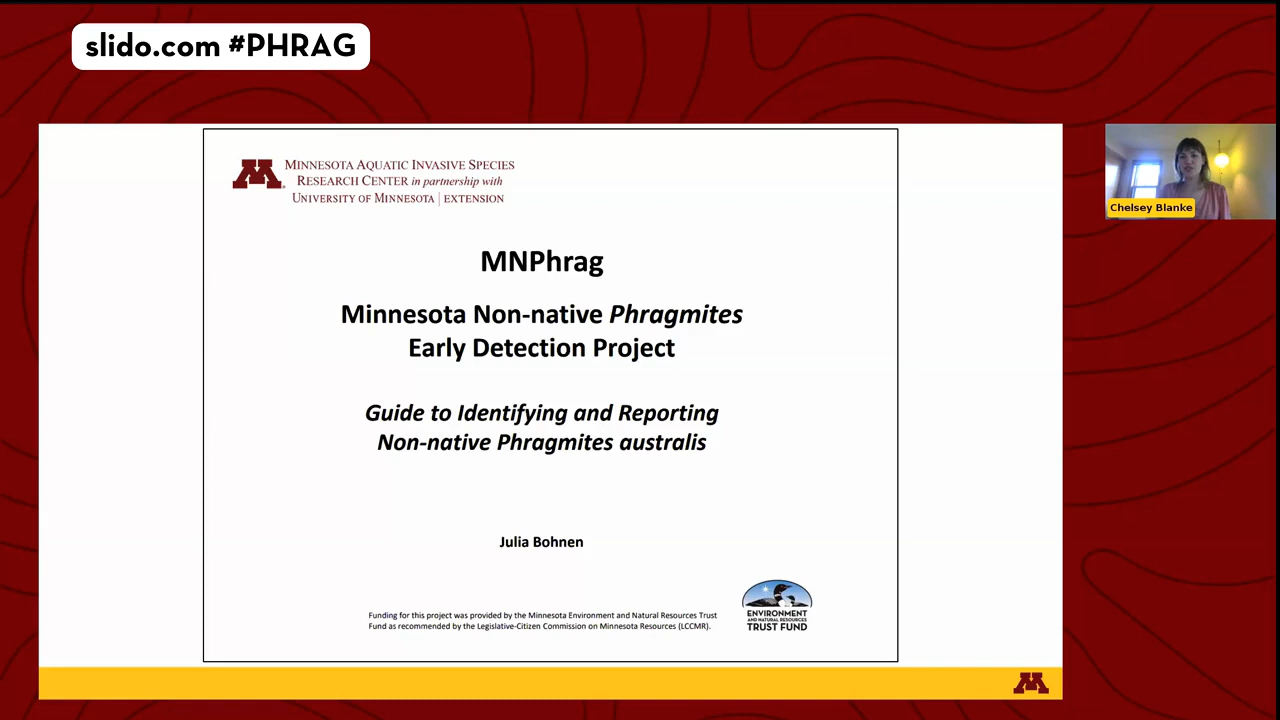 slido.com #PHRAG
MINNESOTA AQUATIC INVASIVE SPECIES
RESEARCH CENTER in partnership with
UNIVERSITY OF MINNESOTA | EXTENSION
MNPhrag
Minnesota Non-native Phragmites
Early Detection Project
Guide to Identifying and Reporting
Non-native Phragmites australis
Julia Bohnen
Funding for this project was provided by the Minnesota Environment and Natural Resources Trust
Fund as recommended by the Legislative-Citizen Commission on Minnesota Resources (LCCMR).
ENVIRONMENT
AND NATURAL RESOURCES
TRUST FUND
Chelsey Blanke